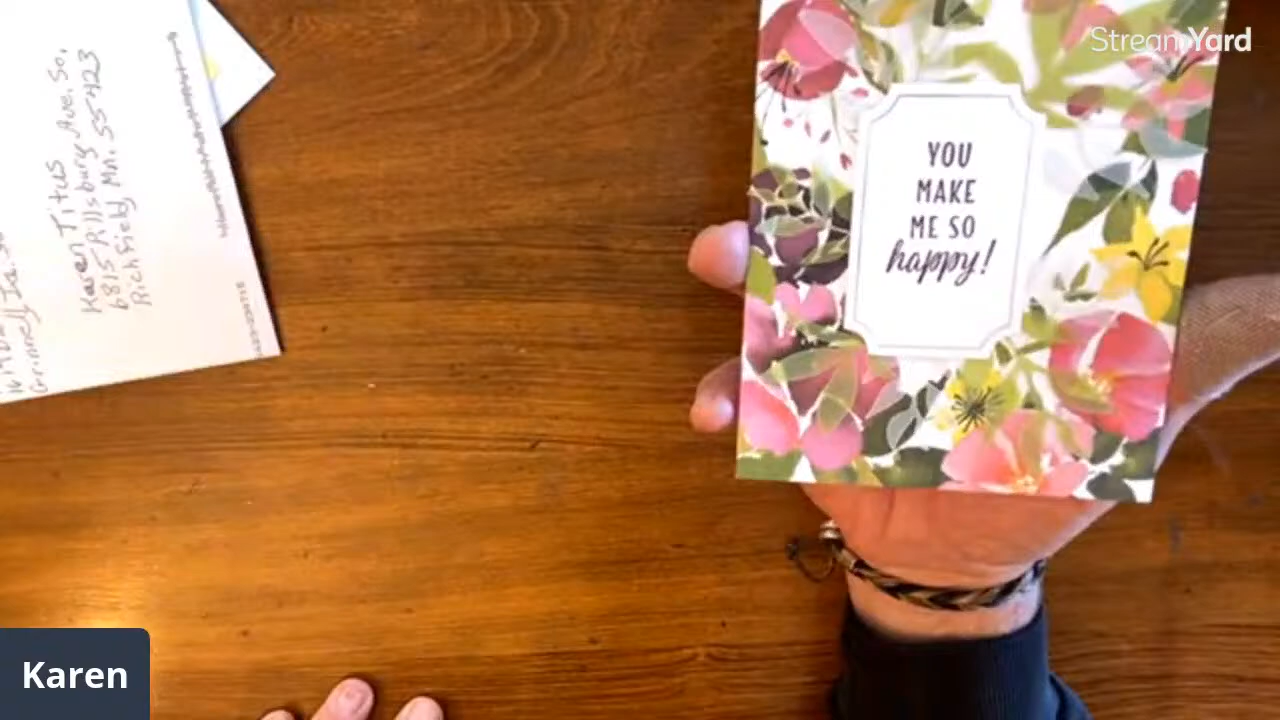 StreamYard
YOU
MAKE
ME SO
happy!
Karen Titus
6815 Pillsbury Ave. So.
Richfield, Mn. 55423
Karen